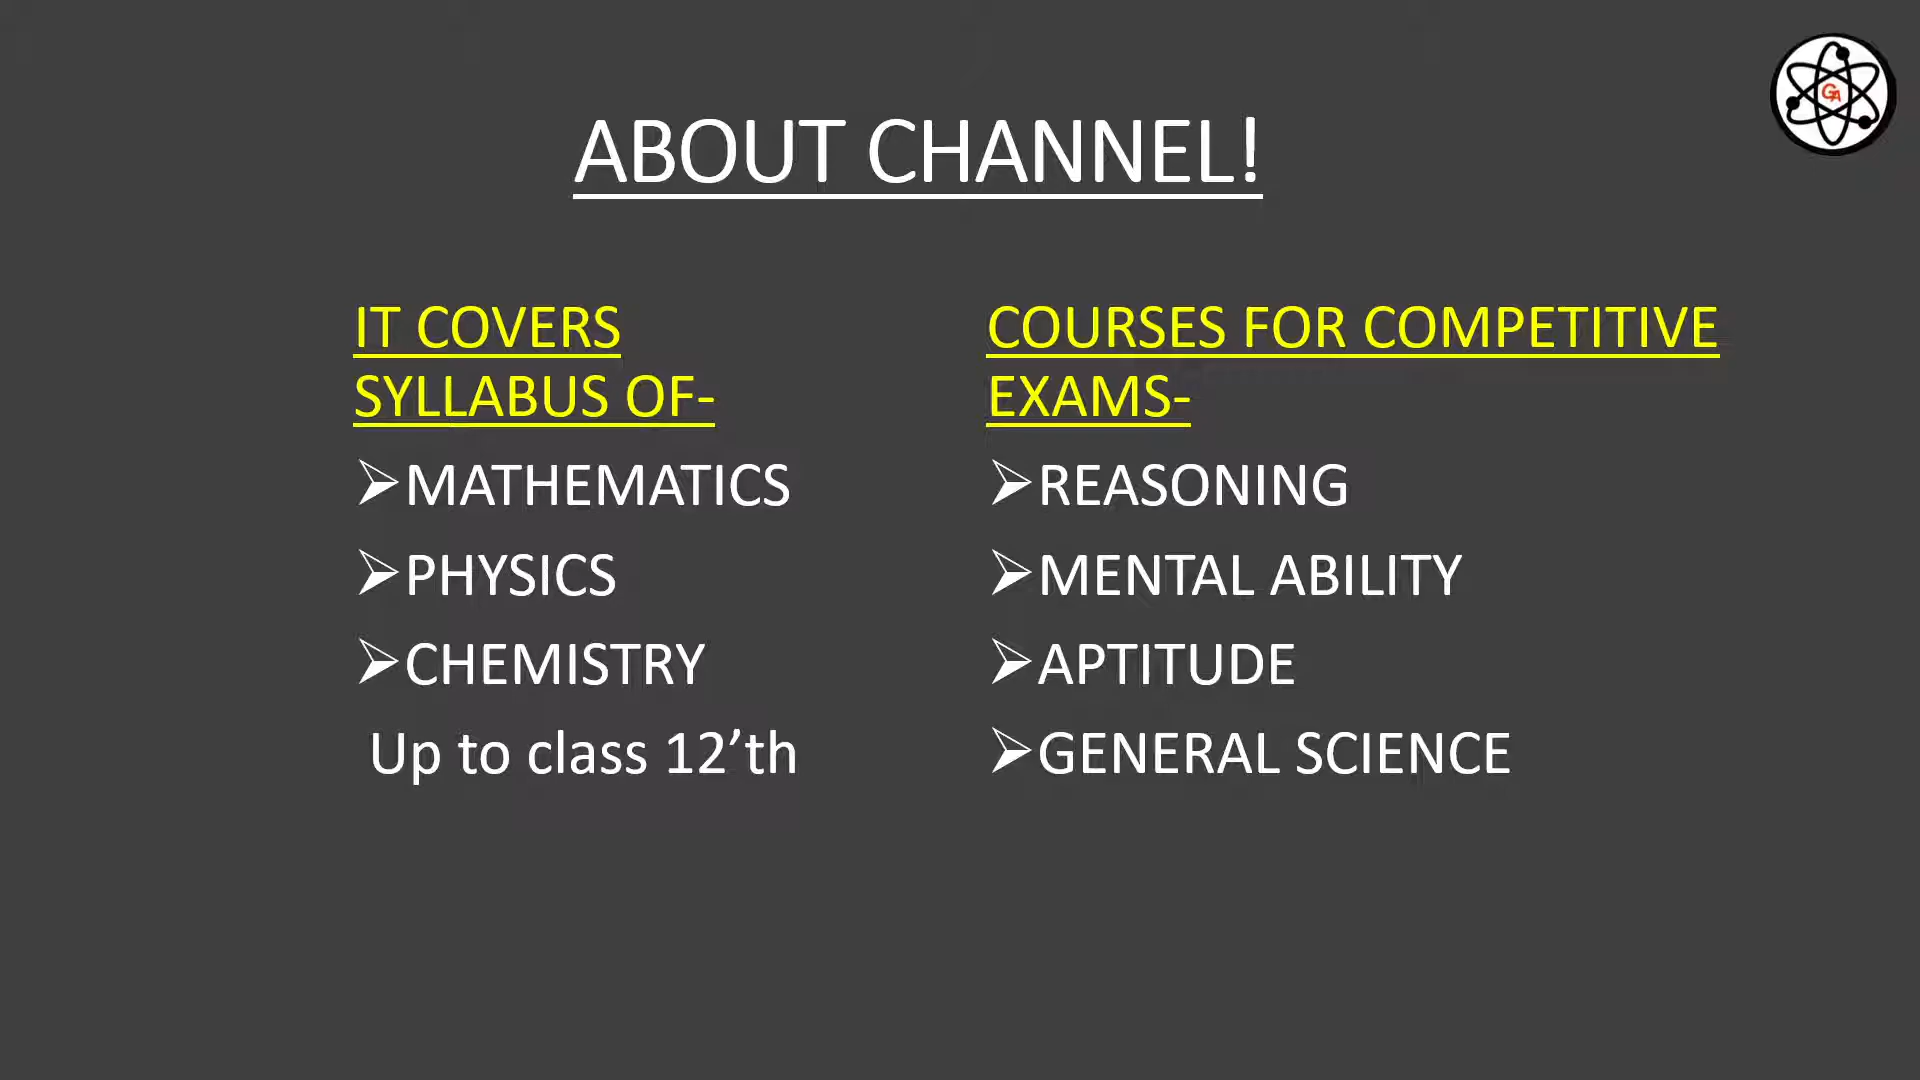 GA
ABOUT CHANNEL!
IT COVERS
SYLLABUS OF-
➢MATHEMATICS
➢PHYSICS
➢CHEMISTRY
Up to class 12’th
COURSES FOR COMPETITIVE
EXAMS-
➢REASONING
➢MENTAL ABILITY
➢APTITUDE
➢GENERAL SCIENCE